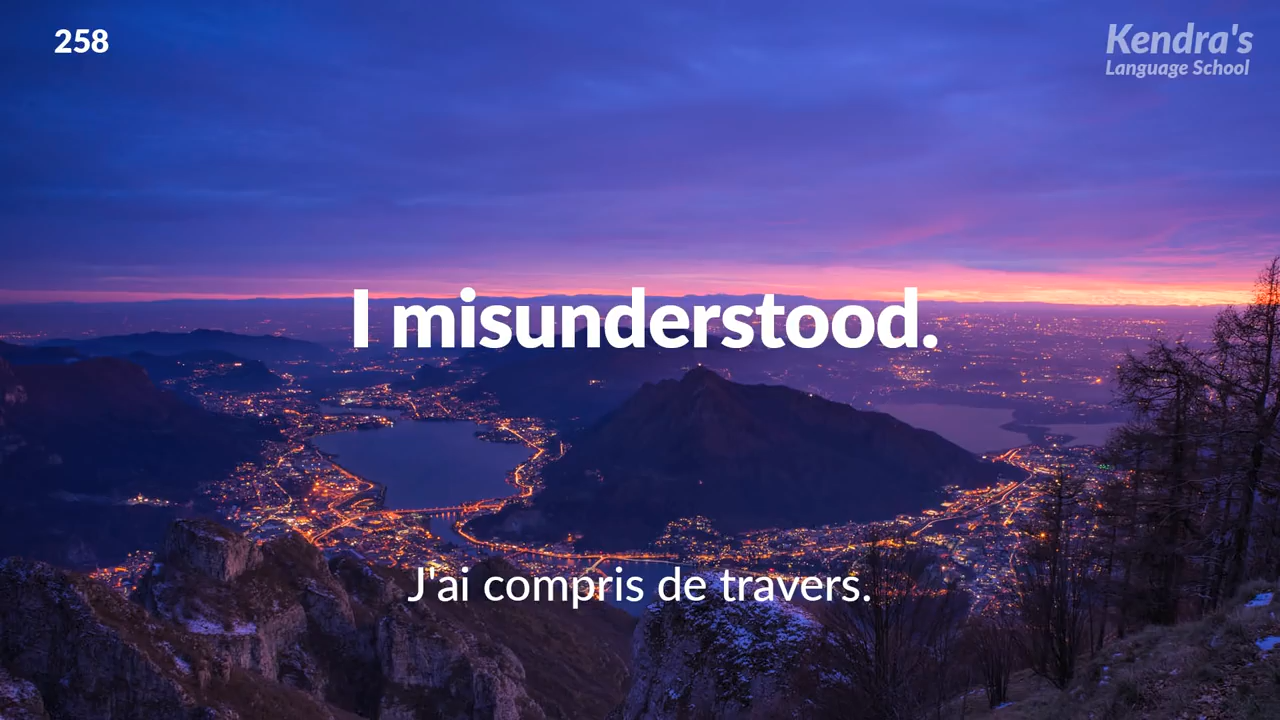 258
Kendra's
Language School
I misunderstood.
J'ai compris de travers.